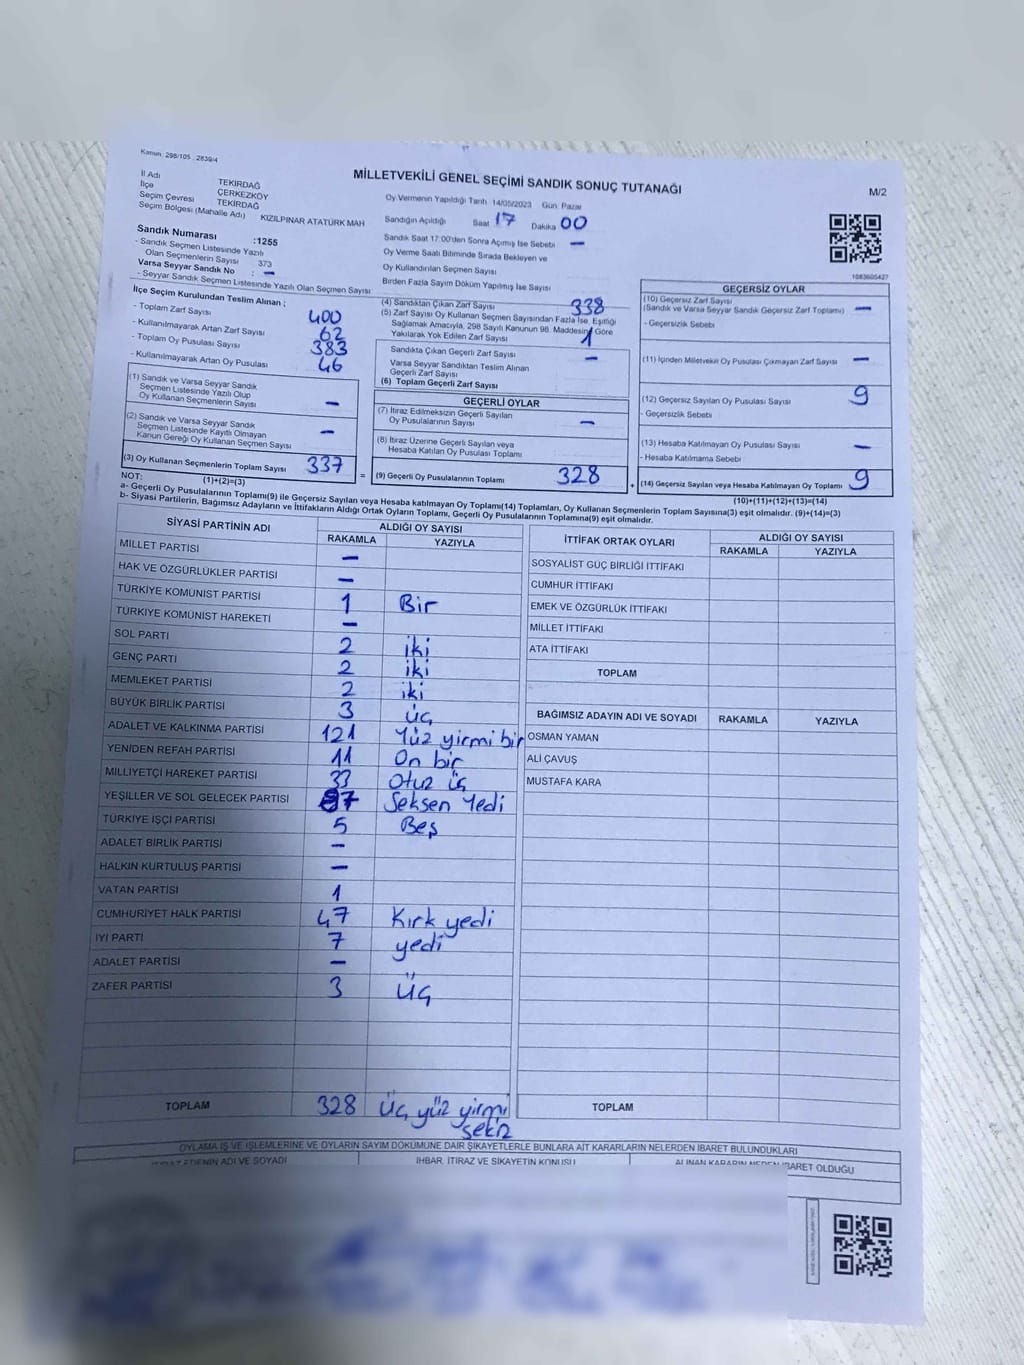 Kanun: 298/105 , 2839/4
MİLLETVEKİLİ GENEL SEÇİMİ SANDIK SONUÇ TUTANAĞI
M/2
İl Adı TEKİRDAĞ
İlçe ÇERKEZKÖY
Seçim Çevresi TEKİRDAĞ
Seçim Bölgesi (Mahalle Adı) KIZILPINAR ATATÜRK MAH
Oy Vermenin Yapıldığı Tarih 14/05/2023 Gün: Pazar
Sandığın Açıldığı Saat 17 Dakika 00
Sandık Numarası :1255
- Sandık Seçmen Listesinde Yazılı
Olan Seçmenlerin Sayısı 373
Varsa Seyyar Sandık No : -
- Seyyar Sandık Seçmen Listesinde Yazılı Olan Seçmen Sayısı:
Sandık Saat 17:00'den Sonra Açılmış İse Sebebi -
Oy Verme Saati Bitiminde Sırada Bekleyen ve
Oy Kullandırılan Seçmen Sayısı
Birden Fazla Sayım Döküm Yapılmış İse Sayısı
1083605427
İlçe Seçim Kurulundan Teslim Alınan ;
- Toplam Zarf Sayısı 400
- Kullanılmayarak Artan Zarf Sayısı 62
- Toplam Oy Pusulası Sayısı 383
- Kullanılmayarak Artan Oy Pusulası 46
(1) Sandık ve Varsa Seyyar Sandık
Seçmen Listesinde Yazılı Olup
Oy Kullanan Seçmenlerin Sayısı -
(2) Sandık ve Varsa Seyyar Sandık
Seçmen Listesinde Kayıtlı Olmayan
Kanun Gereği Oy Kullanan Seçmen Sayısı -
(3) Oy Kullanan Seçmenlerin Toplam Sayısı 337
(1)+(2)=(3)
(4) Sandıktan Çıkan Zarf Sayısı 338
(5) Zarf Sayısı Oy Kullanan Seçmen Sayısından Fazla İse, Eşitliği
Sağlamak Amacıyla, 298 Sayılı Kanunun 98. Maddesine Göre
Yakılarak Yok Edilen Zarf Sayısı 1
Sandıkta Çıkan Geçerli Zarf Sayısı -
Varsa Seyyar Sandıktan Teslim Alınan
Geçerli Zarf Sayısı
(6) Toplam Geçerli Zarf Sayısı
GEÇERLİ OYLAR
(7) İtiraz Edilmeksizin Geçerli Sayılan
Oy Pusulalarının Sayısı -
(8) İtiraz Üzerine Geçerli Sayılan veya
Hesaba Katılan Oy Pusulası Toplamı
= (9) Geçerli Oy Pusulalarının Toplamı 328
GEÇERSİZ OYLAR
(10) Geçersiz Zarf Sayısı
(Sandık ve Varsa Seyyar Sandık Geçersiz Zarf Toplamı) -
- Geçersizlik Sebebi
(11) İçinden Milletvekili Oy Pusulası Çıkmayan Zarf Sayısı -
(12) Geçersiz Sayılan Oy Pusulası Sayısı 9
- Geçersizlik Sebebi
(13) Hesaba Katılmayan Oy Pusulası Sayısı -
- Hesaba Katılmama Sebebi
+ (14) Geçersiz Sayılan veya Hesaba Katılmayan Oy Toplamı 9
(10)+(11)+(12)+(13)=(14)
NOT:
a- Geçerli Oy Pusulalarının Toplamı(9) ile Geçersiz Sayılan veya Hesaba katılmayan Oy Toplamı(14) Toplamları, Oy Kullanan Seçmenlerin Toplam Sayısına(3) eşit olmalıdır. (9)+(14)=(3)
b- Siyasi Partilerin, Bağımsız Adayların ve İttifakların Aldığı Ortak Oyların Toplamı, Geçerli Oy Pusulalarının Toplamına(9) eşit olmalıdır.
SİYASİ PARTİNİN ADI ALDIĞI OY SAYISI
RAKAMLA YAZIYLA
MİLLET PARTİSİ -
HAK VE ÖZGÜRLÜKLER PARTİSİ -
TÜRKİYE KOMÜNİST PARTİSİ 1 Bir
TÜRKİYE KOMÜNİST HAREKETİ -
SOL PARTİ 2 iki
GENÇ PARTİ 2 iki
MEMLEKET PARTİSİ 2 iki
BÜYÜK BİRLİK PARTİSİ 3 üç
ADALET VE KALKINMA PARTİSİ 121 Yüz yirmi bir
YENİDEN REFAH PARTİSİ 11 On bir
MİLLİYETÇİ HAREKET PARTİSİ 33 Otuz üç
YEŞİLLER VE SOL GELECEK PARTİSİ 87 Seksen Yedi
TÜRKİYE İŞÇİ PARTİSİ 5 Beş
ADALET BİRLİK PARTİSİ -
HALKIN KURTULUŞ PARTİSİ -
VATAN PARTİSİ 1
CUMHURİYET HALK PARTİSİ 47 Kırk yedi
İYİ PARTİ 7 yedi
ADALET PARTİSİ -
ZAFER PARTİSİ 3 üç
TOPLAM 328 Üç yüz yirmi
sekiz
İTTİFAK ORTAK OYLARI ALDIĞI OY SAYISI
RAKAMLA YAZIYLA
SOSYALİST GÜÇ BİRLİĞİ İTTİFAKI
CUMHUR İTTİFAKI
EMEK VE ÖZGÜRLÜK İTTİFAKI
MİLLET İTTİFAKI
ATA İTTİFAKI
TOPLAM
BAĞIMSIZ ADAYIN ADI VE SOYADI RAKAMLA YAZIYLA
OSMAN YAMAN
ALİ ÇAVUŞ
MUSTAFA KARA
TOPLAM
OYLAMA İŞ VE İŞLEMLERİNE VE OYLARIN SAYIM DÖKÜMÜNE DAİR ŞİKAYETLERLE BUNLARA AİT KARARLARIN NELERDEN İBARET BULUNDUKLARI
ADI VE SOYADI İHBAR, İTİRAZ VE ŞİKAYETİN KONUSU ALINAN KARARIN NEDEN İBARET OLDUĞU